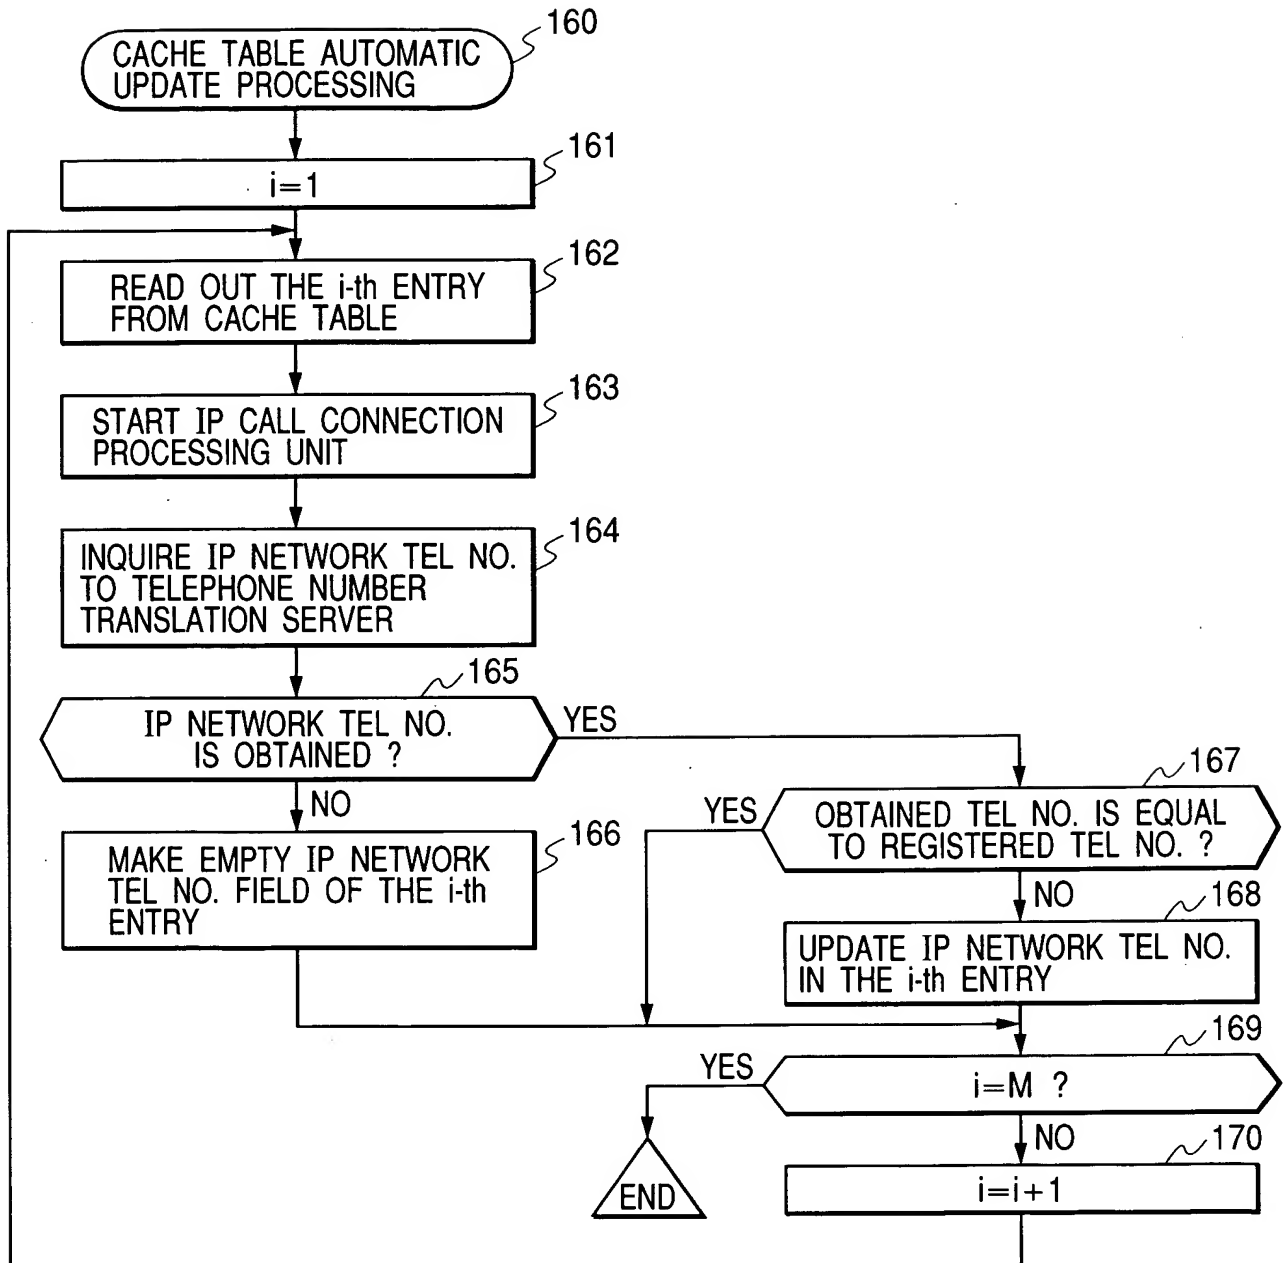 160
CACHE TABLE AUTOMATIC
UPDATE PROCESSING
161
i=1
162
READ OUT THE i-th ENTRY
FROM CACHE TABLE
163
START IP CALL CONNECTION
PROCESSING UNIT
164
INQUIRE IP NETWORK TEL NO.
TO TELEPHONE NUMBER
TRANSLATION SERVER
165
IP NETWORK TEL NO.
IS OBTAINED ?
YES
NO
166
MAKE EMPTY IP NETWORK
TEL NO. FIELD OF THE i-th
ENTRY
167
YES
OBTAINED TEL NO. IS EQUAL
TO REGISTERED TEL NO. ?
NO
168
UPDATE IP NETWORK TEL NO.
IN THE i-th ENTRY
169
YES
i=M ?
NO
END
170
i=i+1